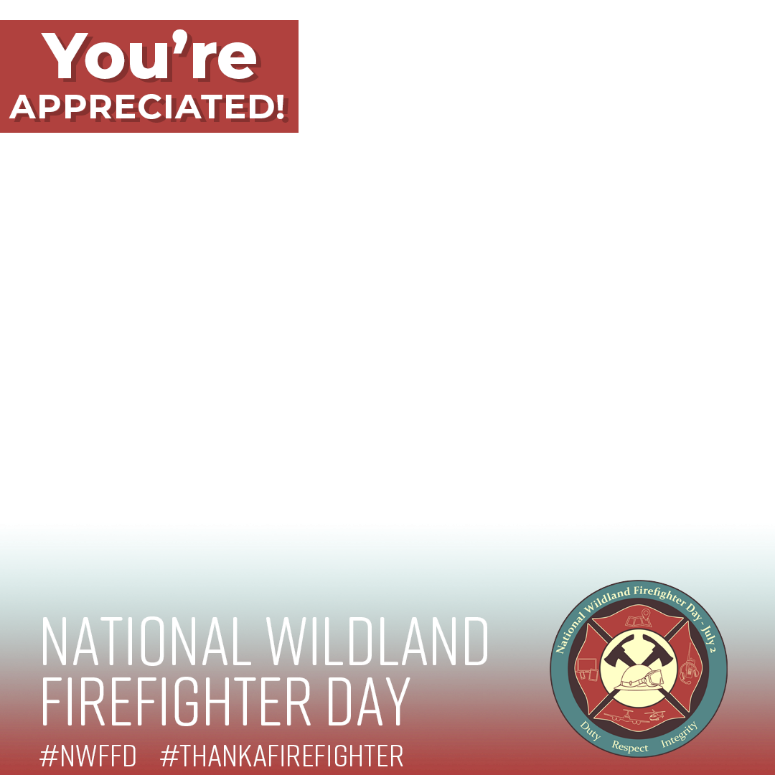 You’re
APPRECIATED!
NATIONAL WILDLAND
FIREFIGHTER DAY
#NWFFD #THANKAFIREFIGHTER
National Wildland Firefighter Day - July 2
Duty Respect Integrity